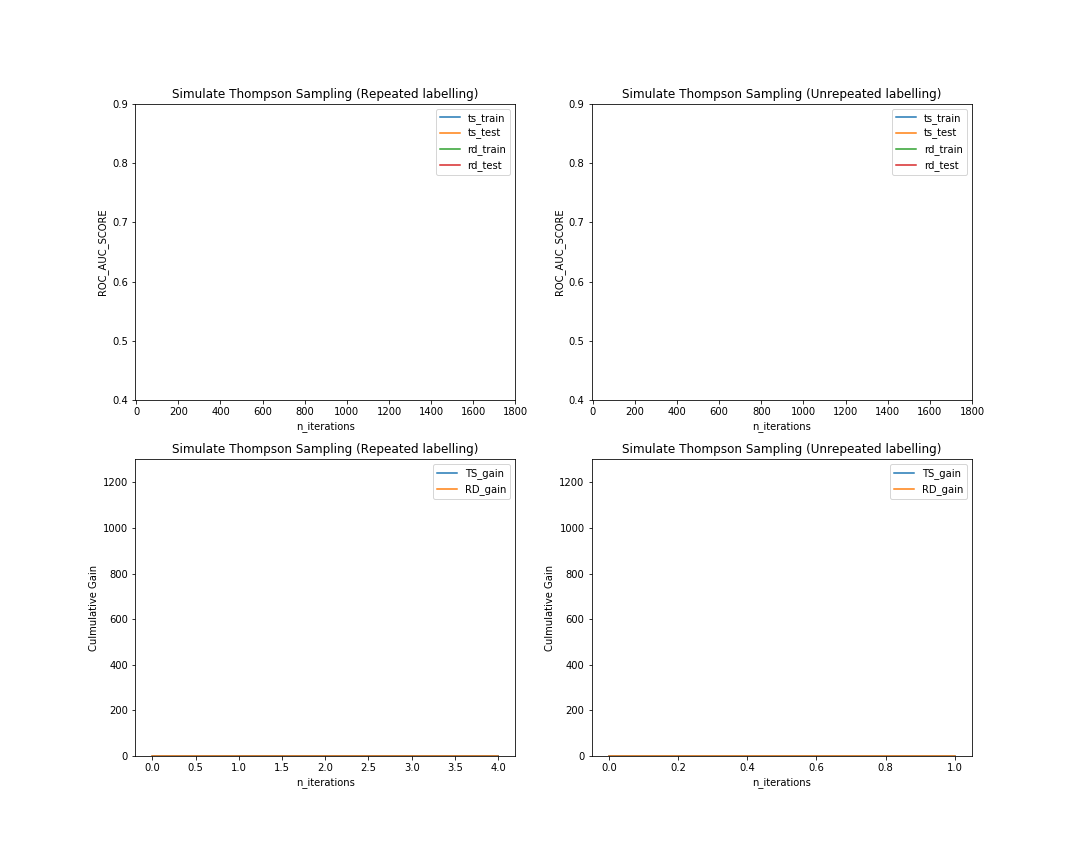 Simulate Thompson Sampling (Repeated labelling)
ROC_AUC_SCORE
0.9
0.8
0.7
0.6
0.5
0.4
ts_train
ts_test
rd_train
rd_test
0 200 400 600 800 1000 1200 1400 1600 1800
n_iterations
Simulate Thompson Sampling (Unrepeated labelling)
ROC_AUC_SCORE
0.9
0.8
0.7
0.6
0.5
0.4
ts_train
ts_test
rd_train
rd_test
0 200 400 600 800 1000 1200 1400 1600 1800
n_iterations
Simulate Thompson Sampling (Repeated labelling)
Culmulative Gain
1200
1000
800
600
400
200
0
TS_gain
RD_gain
0.0 0.5 1.0 1.5 2.0 2.5 3.0 3.5 4.0
n_iterations
Simulate Thompson Sampling (Unrepeated labelling)
Culmulative Gain
1200
1000
800
600
400
200
0
TS_gain
RD_gain
0.0 0.2 0.4 0.6 0.8 1.0
n_iterations